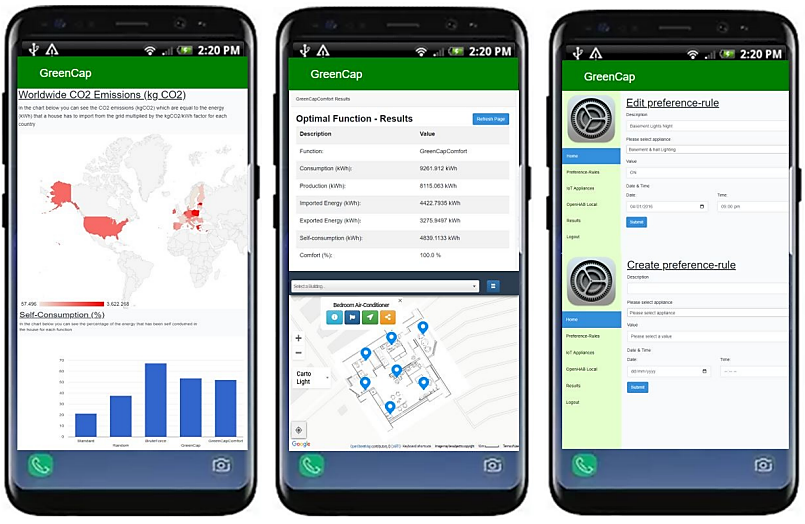 2:20 PM
GreenCap
Worldwide CO2 Emissions (kg CO2)
In the chart below you can see the CO2 emissions (kgCO2) which are equal to the energy
(kWh) that a house has to import from the grid multiplied by the kgCO2/kWh factor for each
country
57.496 3,622.268
Self-Consumption (%)
In the chart below you can see the percentage of the energy that has been self consumed in
the house for each function
70
60
50
40
30
20
10
0
Standard Random BruteForce GreenCap GreenCapComfort
2:20 PM
GreenCap
GreenCapComfort Results
Optimal Function - Results
Refresh Page
Description Value
Function: GreenCapComfort
Consumption (kWh): 9261.912 kWh
Production (kWh): 8115.063 kWh
Imported Energy (kWh): 4422.7935 kWh
Exported Energy (kWh): 3275.9497 kWh
Self-consumption (kWh): 4839.1133 kWh
Comfort (%): 100.0 %
Select a Building...
Bedroom Air-Conditioner
×
+
−
Carto
Light
Google
2:20 PM
GreenCap
Edit preference-rule
Description
Basement Lights Night
Please select appliance
Basement & hall Lighting
Home
Value
Preference-Rules
ON
IoT Appliances
Date & Time
Date Time
OpenHAB Local
04/01/2016
Results
Submit
Logout
Create preference-rule
Description
Please select appliance
Please select appliance
Home
Value
Preference-Rules
Please select a value
IoT Appliances
Date & Time
Date Time
OpenHAB Local
dd/mm/yyyy --:-- --
Results
Submit
Logout